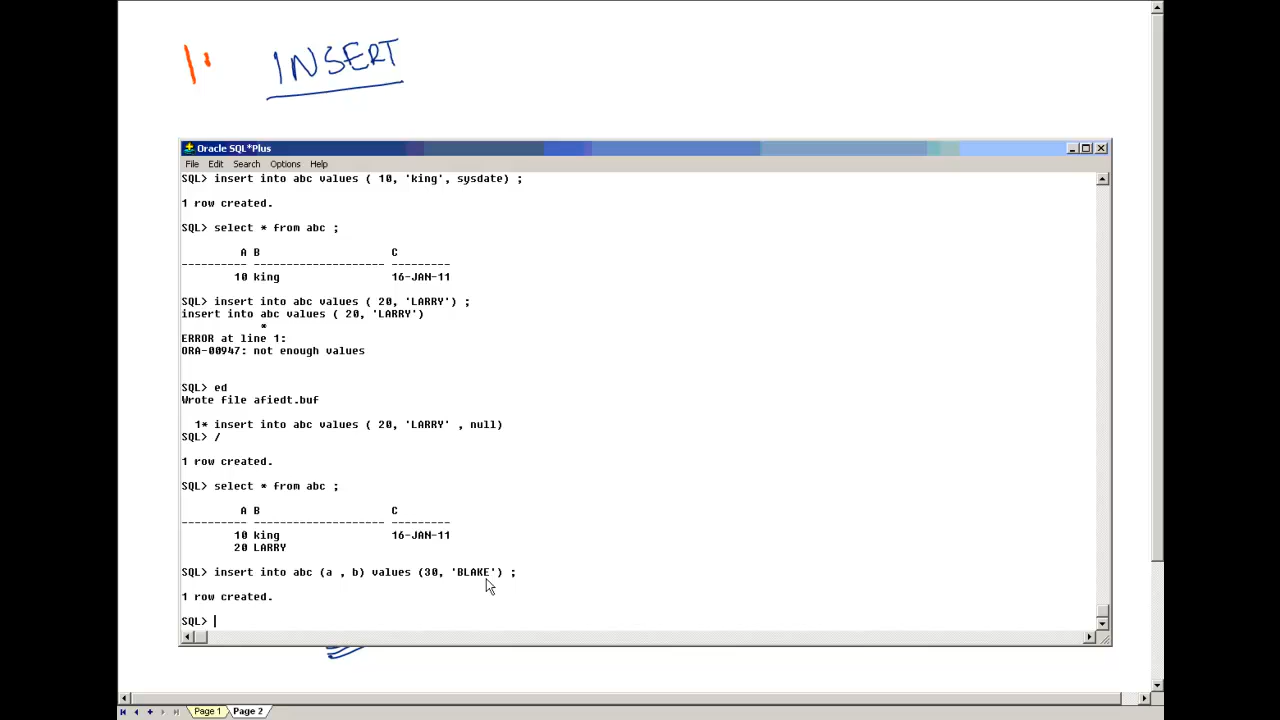 1. INSERT
Oracle SQL*Plus
File Edit Search Options Help
SQL> insert into abc values ( 10, 'king', sysdate) ;
1 row created.
SQL> select * from abc ;
A B C
---------- -------------------- ---------
10 king 16-JAN-11
SQL> insert into abc values ( 20, 'LARRY') ;
insert into abc values ( 20, 'LARRY')
*
ERROR at line 1:
ORA-00947: not enough values
SQL> ed
Wrote file afiedt.buf
1* insert into abc values ( 20, 'LARRY' , null)
SQL> /
1 row created.
SQL> select * from abc ;
A B C
---------- -------------------- ---------
10 king 16-JAN-11
20 LARRY
SQL> insert into abc (a , b) values (30, 'BLAKE') ;
1 row created.
SQL>
Page 1 Page 2